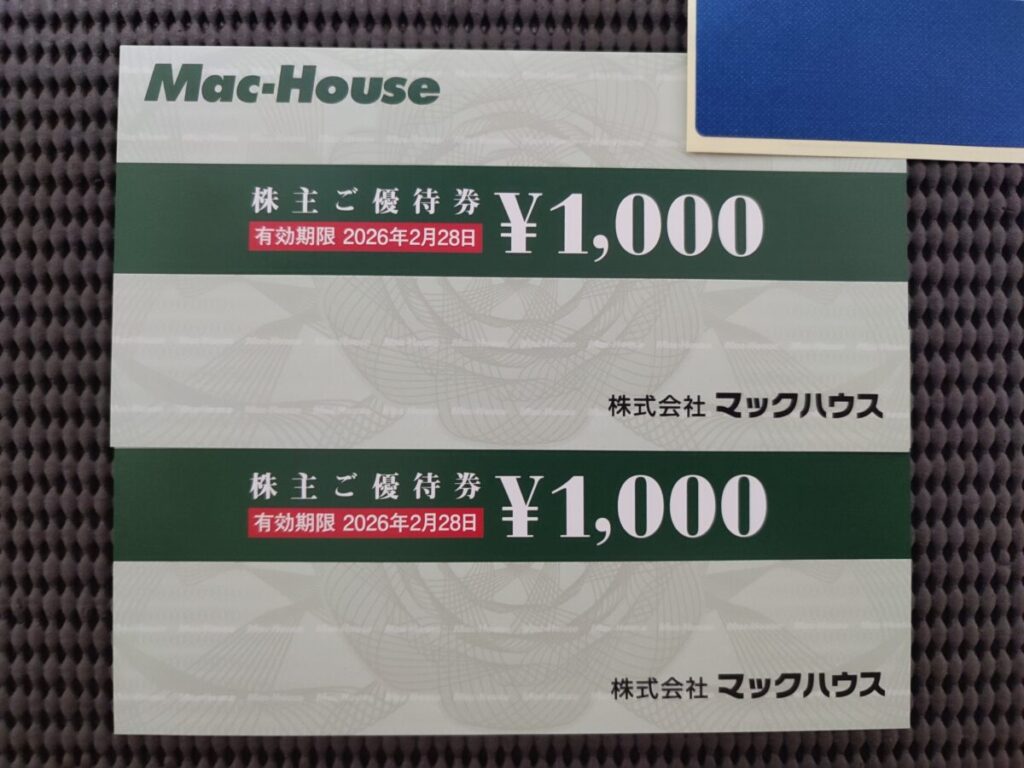 Mac-House
株主ご優待券
有効期限 2026年2月28日
¥1,000
株式会社 マックハウス
株主ご優待券
有効期限 2026年2月28日
¥1,000
株式会社 マックハウス